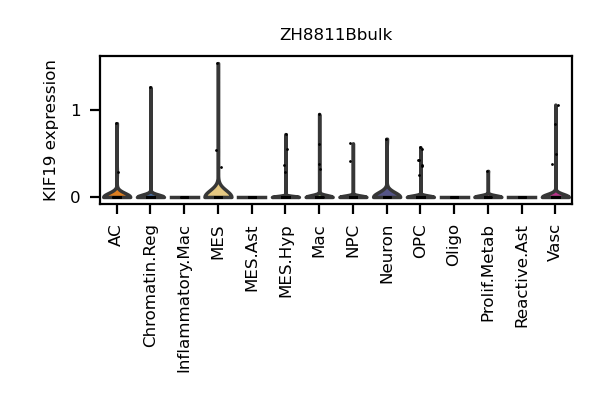 ZH8811Bbulk
KIF19 expression
1
0
AC
Chromatin.Reg
Inflammatory.Mac
MES
MES.Ast
MES.Hyp
Mac
NPC
Neuron
OPC
Oligo
Prolif.Metab
Reactive.Ast
Vasc